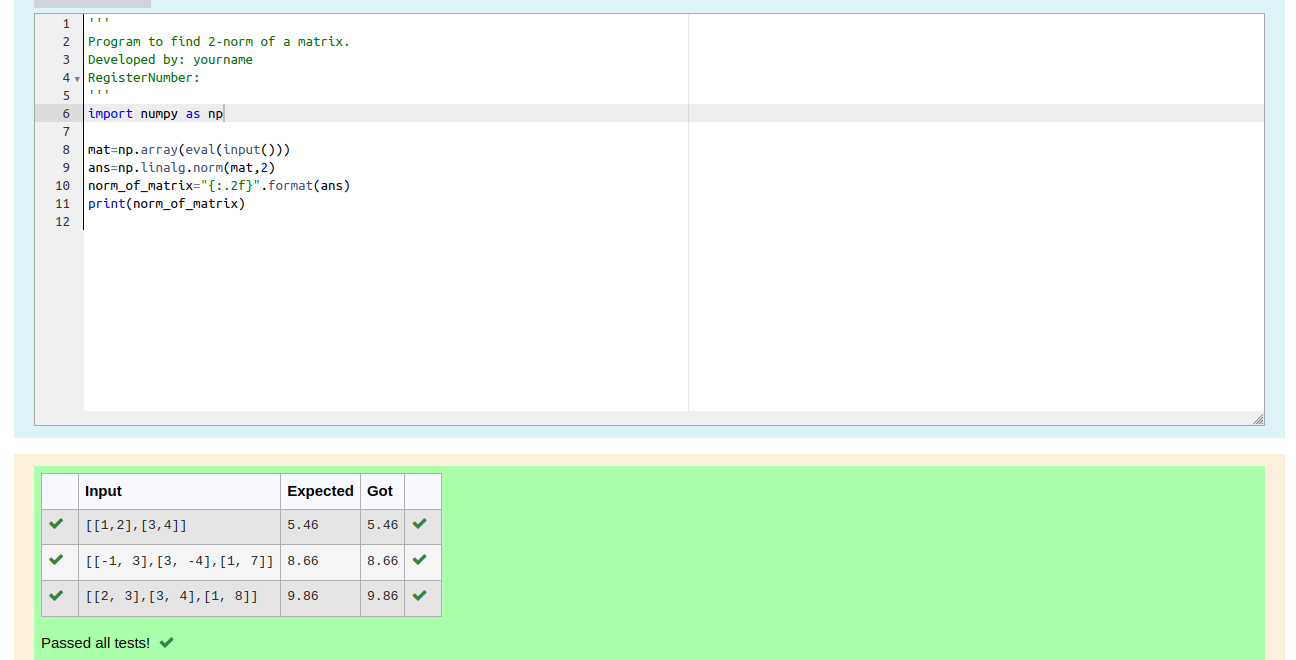 1 '''
2 Program to find 2-norm of a matrix.
3 Developed by: yourname
4 RegisterNumber:
5 '''
6 import numpy as np
7
8 mat=np.array(eval(input()))
9 ans=np.linalg.norm(mat,2)
10 norm_of_matrix="{:.2f}".format(ans)
11 print(norm_of_matrix)
12
Input Expected Got
[[1,2],[3,4]] 5.46 5.46
[[-1, 3],[3, -4],[1, 7]] 8.66 8.66
[[2, 3],[3, 4],[1, 8]] 9.86 9.86
Passed all tests!